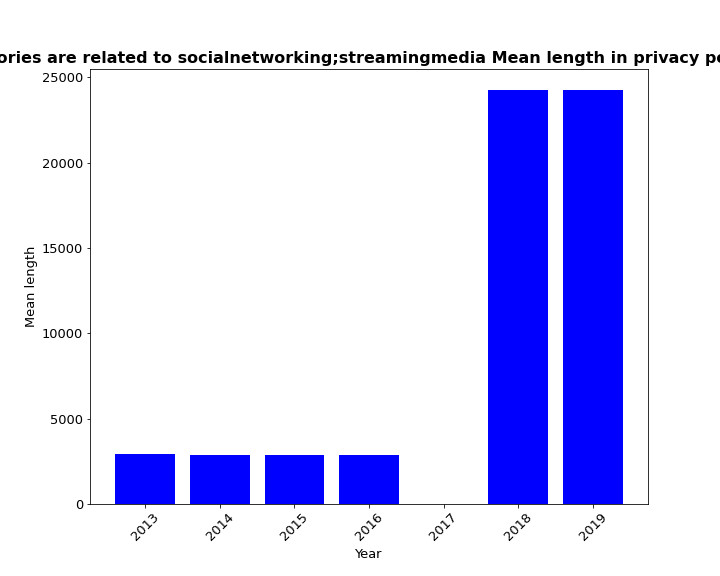 ories are related to socialnetworking;streamingmedia Mean length in privacy po
25000
20000
15000
10000
5000
0
Mean length
2013 2014 2015 2016 2017 2018 2019
Year